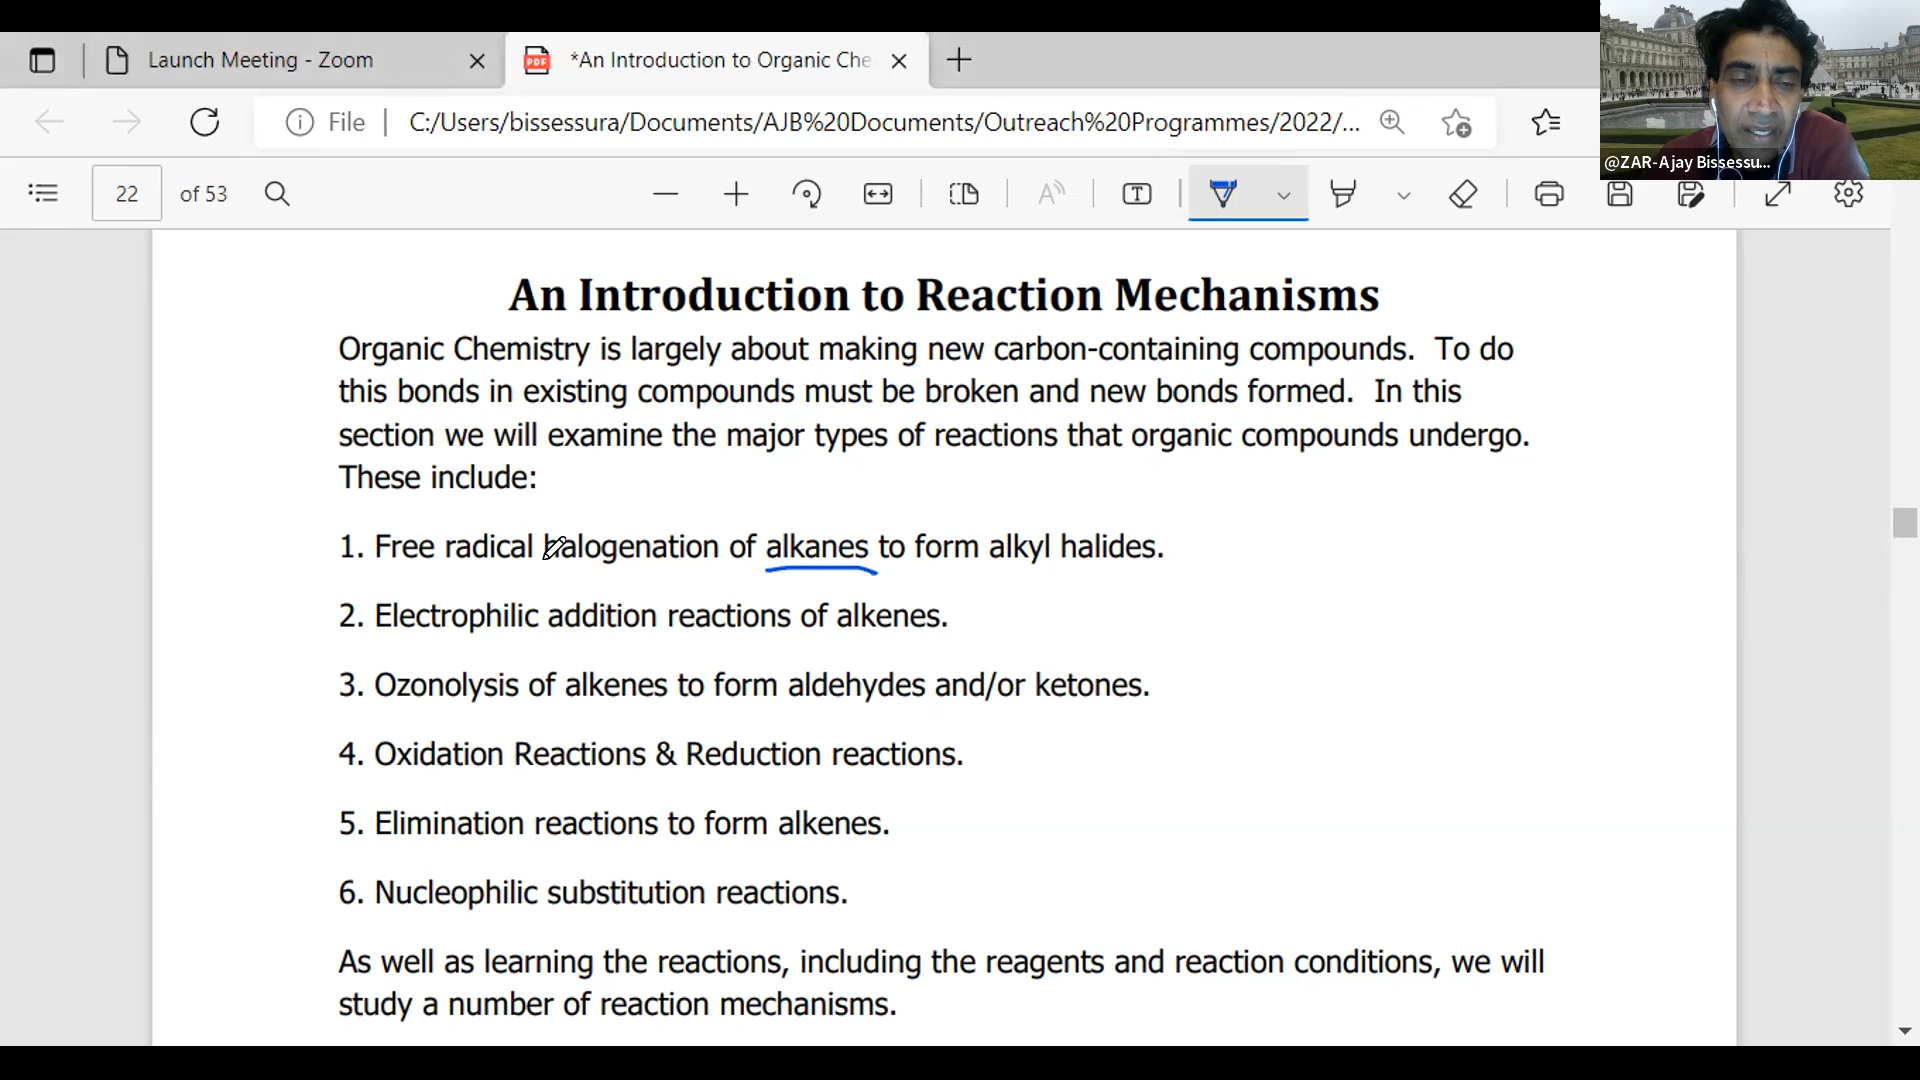 Launch Meeting - Zoom
*An Introduction to Organic Che
File
C:/Users/bissessura/Documents/AJB%20Documents/Outreach%20Programmes/2022/...
@ZAR-Ajay Bissessu...
22 of 53
An Introduction to Reaction Mechanisms
Organic Chemistry is largely about making new carbon-containing compounds. To do
this bonds in existing compounds must be broken and new bonds formed. In this
section we will examine the major types of reactions that organic compounds undergo.
These include:
1. Free radical halogenation of alkanes to form alkyl halides.
2. Electrophilic addition reactions of alkenes.
3. Ozonolysis of alkenes to form aldehydes and/or ketones.
4. Oxidation Reactions & Reduction reactions.
5. Elimination reactions to form alkenes.
6. Nucleophilic substitution reactions.
As well as learning the reactions, including the reagents and reaction conditions, we will
study a number of reaction mechanisms.